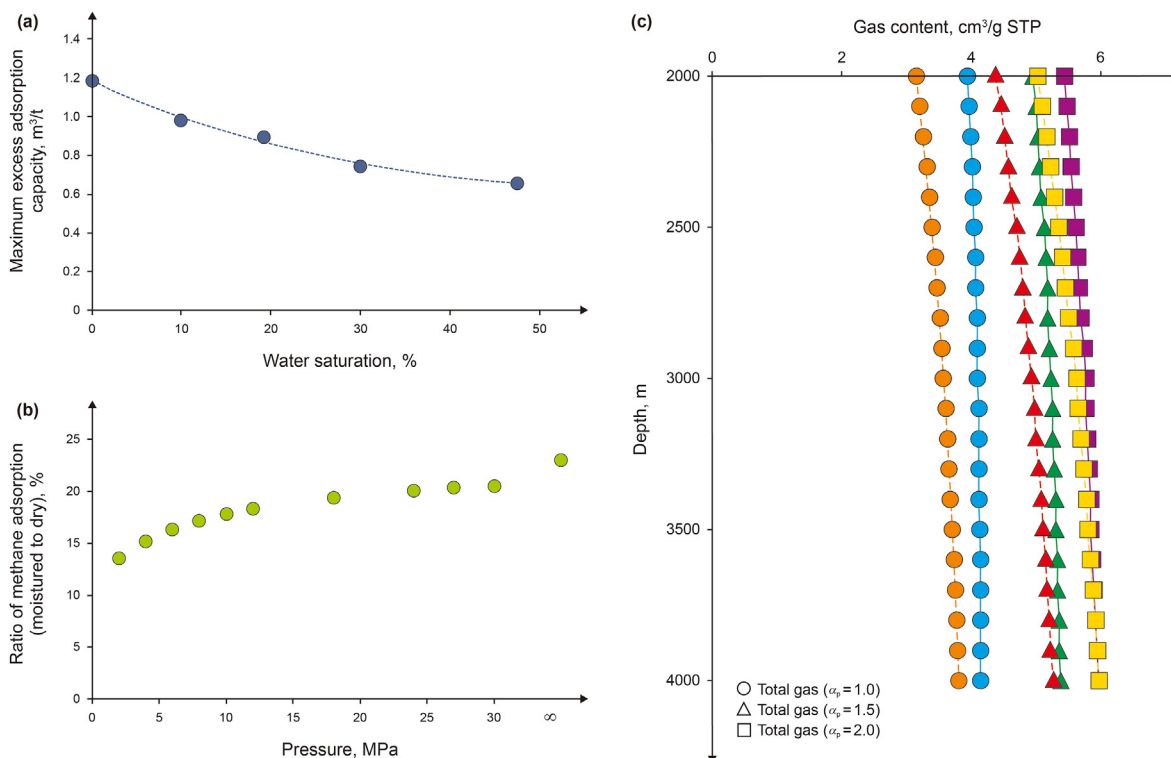 (a)
Maximum excess adsorption
capacity, m³/t
1.4
1.2
1.0
0.8
0.6
0.4
0.2
0
0 10 20 30 40 50
Water saturation, %
(b)
Ratio of methane adsorption
(moistured to dry), %
25
20
15
10
5
0
0 5 10 15 20 25 30 ∞
Pressure, MPa
(c)
Gas content, cm³/g STP
0 2 4 6
Depth, m
2000
2500
3000
3500
4000
Total gas (αp = 1.0)
Total gas (αp = 1.5)
Total gas (αp = 2.0)